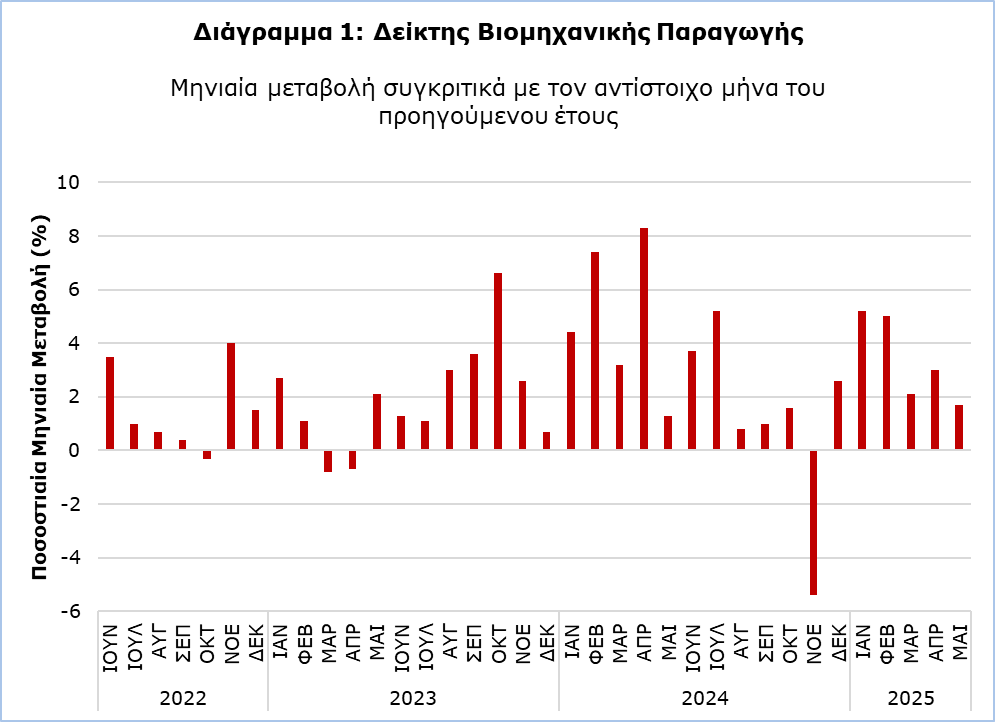 Διάγραμμα 1: Δείκτης Βιομηχανικής Παραγωγής
Μηνιαία μεταβολή συγκριτικά με τον αντίστοιχο μήνα του
προηγούμενου έτους
Ποσοστιαία Μηνιαία Μεταβολή (%)
10
8
6
4
2
0
-2
-4
-6
ΙΟΥΝ ΙΟΥΛ ΑΥΓ ΣΕΠ ΟΚΤ ΝΟΕ ΔΕΚ ΙΑΝ ΦΕΒ ΜΑΡ ΑΠΡ ΜΑΙ ΙΟΥΝ ΙΟΥΛ ΑΥΓ ΣΕΠ ΟΚΤ ΝΟΕ ΔΕΚ ΙΑΝ ΦΕΒ ΜΑΡ ΑΠΡ ΜΑΙ ΙΟΥΝ ΙΟΥΛ ΑΥΓ ΣΕΠ ΟΚΤ ΝΟΕ ΔΕΚ ΙΑΝ ΦΕΒ ΜΑΡ ΑΠΡ ΜΑΙ
2022 2023 2024 2025